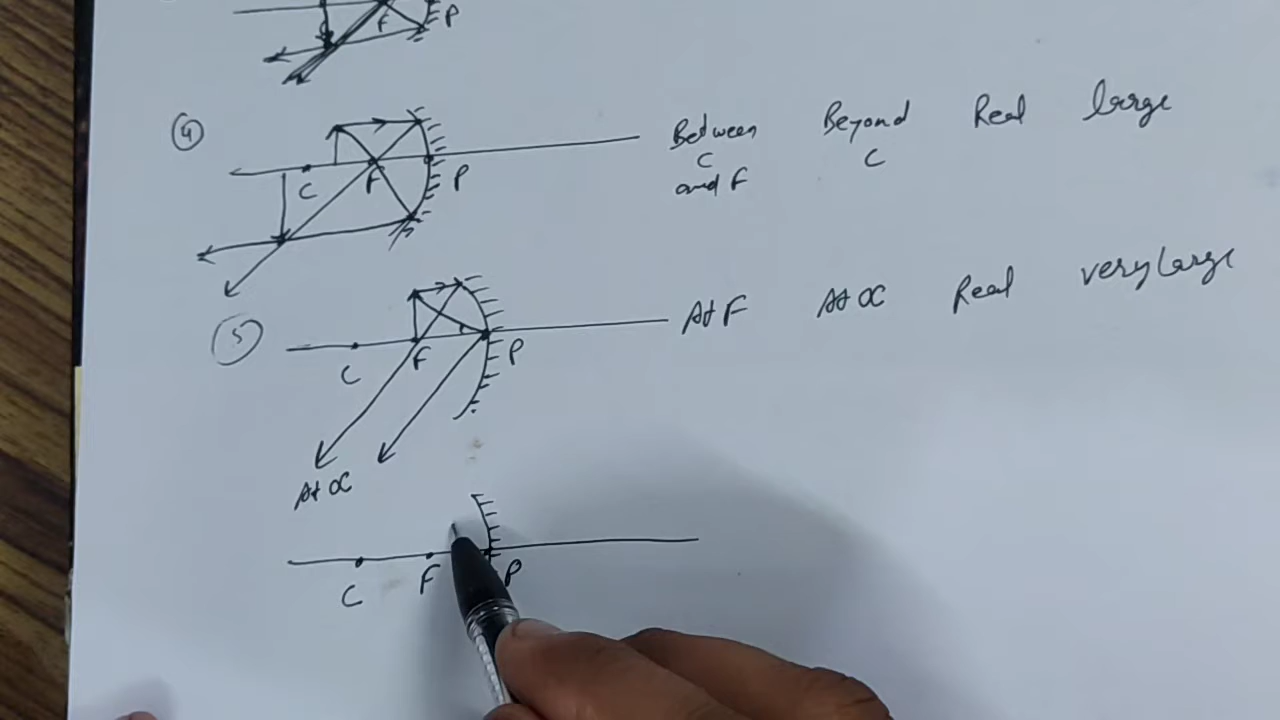 F P
④
C F P
Between Beyond Real large
C C
and F
⑤
C F P
At F At ∞ Real very large
At ∞
C F P